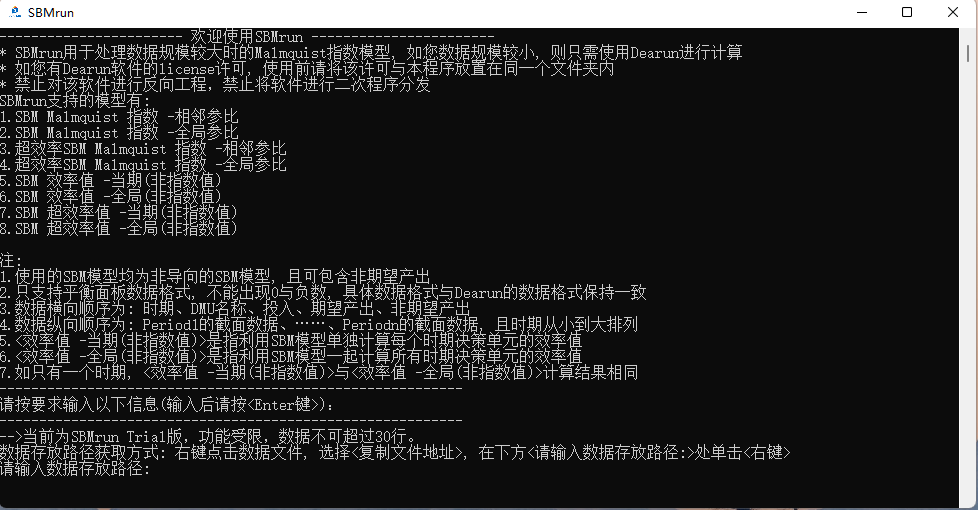 SBMrun
----------------------- 欢迎使用SBMrun -----------------------
* SBMrun用于处理数据规模较大时的Malmquist指数模型, 如您数据规模较小, 则只需使用Dearun进行计算
* 如您有Dearun软件的license许可, 使用前请将该许可与本程序放置在同一个文件夹内
* 禁止对该软件进行反向工程, 禁止将软件进行二次程序分发
SBMrun支持的模型有:
1.SBM Malmquist 指数 -相邻参比
2.SBM Malmquist 指数 -全局参比
3.超效率SBM Malmquist 指数 -相邻参比
4.超效率SBM Malmquist 指数 -全局参比
5.SBM 效率值 -当期(非指数值)
6.SBM 效率值 -全局(非指数值)
7.SBM 超效率值 -当期(非指数值)
8.SBM 超效率值 -全局(非指数值)
注:
1.使用的SBM模型均为非导向的SBM模型, 且可包含非期望产出
2.只支持平衡面板数据格式, 不能出现0与负数, 具体数据格式与Dearun的数据格式保持一致
3.数据横向顺序为: 时期、DMU名称、投入、期望产出、非期望产出
4.数据纵向顺序为: Period1的截面数据、……、Periodn的截面数据, 且时期从小到大排列
5.<效率值 -当期(非指数值)>是指利用SBM模型单独计算每个时期决策单元的效率值
6.<效率值 -全局(非指数值)>是指利用SBM模型一起计算所有时期决策单元的效率值
7.如只有一个时期, <效率值 -当期(非指数值)>与<效率值 -全局(非指数值)>计算结果相同
----------------------------------------------------------
请按要求输入以下信息(输入后请按<Enter键>):
----------------------------------------------------------
-->当前为SBMrun Trial版, 功能受限, 数据不可超过30行。
数据存放路径获取方式: 右键点击数据文件, 选择<复制文件地址>, 在下方<请输入数据存放路径:>处单击<右键>
请输入数据存放路径: